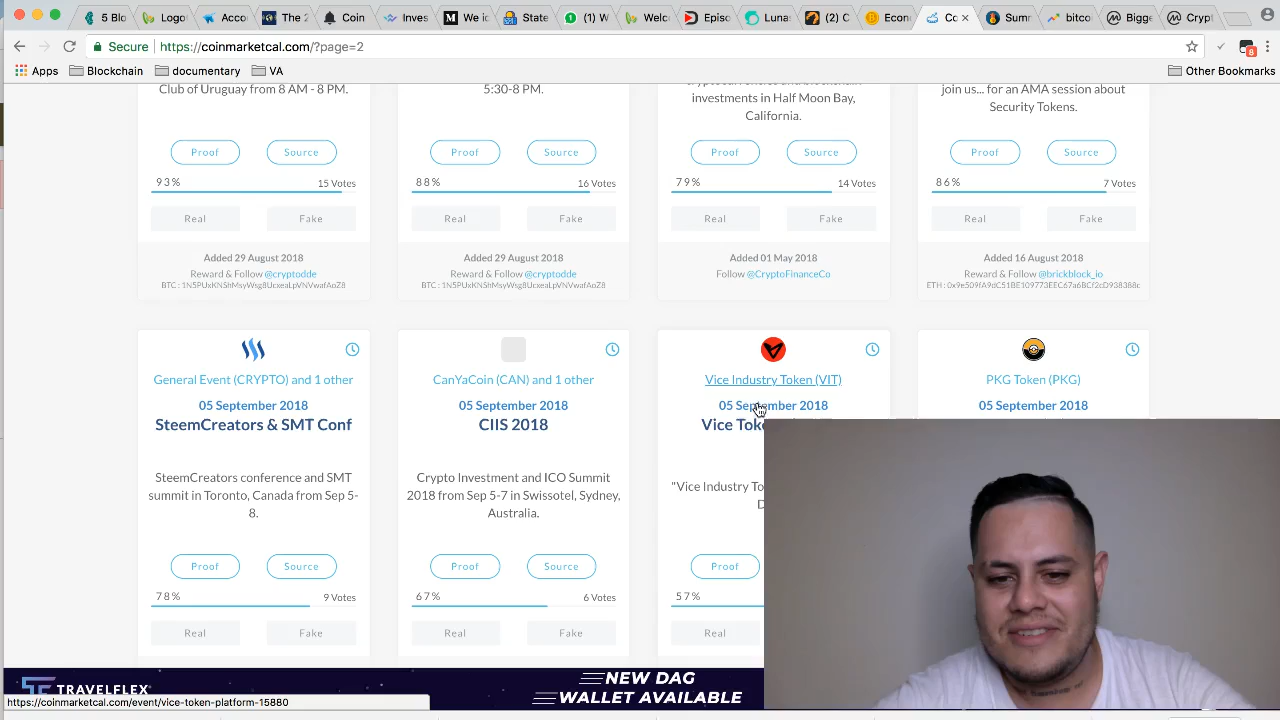 5 B
Logo
Acco
The 2
Coin
Inves
We ic
State
(1) W
Welc
Episo
Luna
(2) C
Econ
Co
Sum
bitco
Bigge
Crypt
Secure
https://coinmarketcal.com/?page=2
8
Apps
Blockchain
documentary
VA
Other Bookmarks
Club of Uruguay from 8 AM - 8 PM.
5:30-8 PM.
investments in Half Moon Bay,
California.
join us... for an AMA session about
Security Tokens.
Proof
Source
Proof
Source
Proof
Source
Proof
Source
93%
15 Votes
88%
16 Votes
79%
14 Votes
86%
7 Votes
Real
Fake
Real
Fake
Real
Fake
Real
Fake
Added 29 August 2018
Reward & Follow @cryptodde
Added 29 August 2018
Reward & Follow @cryptodde
Added 01 May 2018
Follow @CryptoFinanceCo
Added 16 August 2018
Reward & Follow @brickblock_io
General Event (CRYPTO) and 1 other
05 September 2018
SteemCreators & SMT Conf
SteemCreators conference and SMT
summit in Toronto, Canada from Sep 5-
8.
Proof
Source
78%
9 Votes
Real
Fake
CanYaCoin (CAN) and 1 other
05 September 2018
CIIS 2018
Crypto Investment and ICO Summit
2018 from Sep 5-7 in Swissotel, Sydney,
Australia.
Proof
Source
67%
6 Votes
Real
Fake
Vice Industry Token (VIT)
05 September 2018
Vice Tok
"Vice Industry To
D
Proof
57%
Real
PKG Token (PKG)
05 September 2018
TRAVELFLEX
NEW DAG
WALLET AVAILABLE
https://coinmarketcal.com/event/vice-token-platform-15880